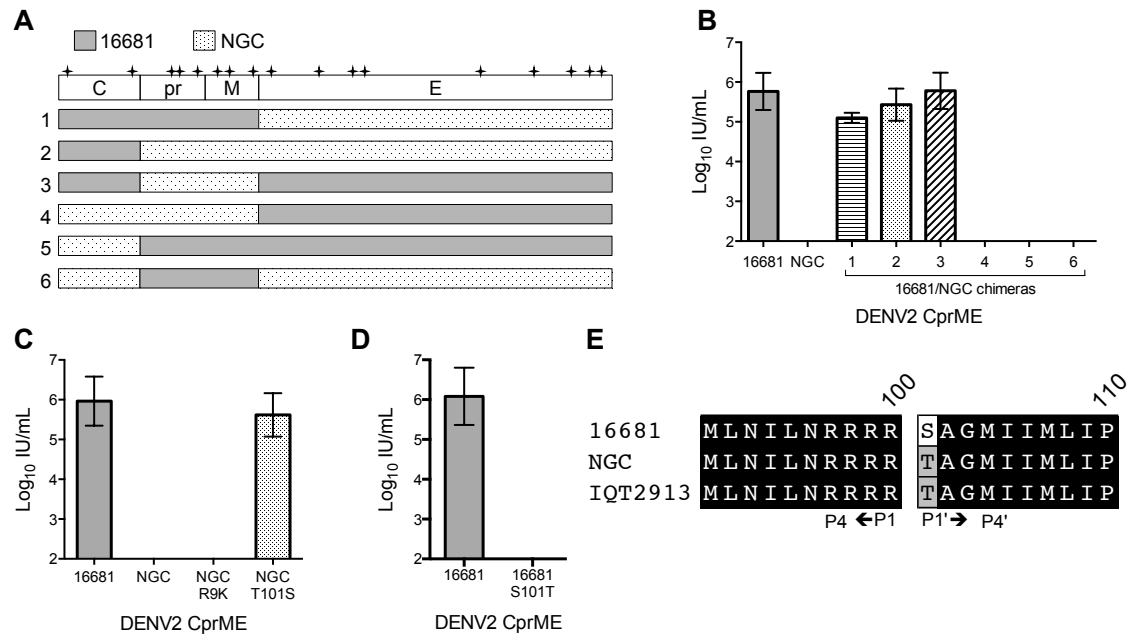 A
16681 NGC
C pr M E
1
2
3
4
5
6
B
Log10 IU/mL
7
6
5
4
3
2
16681 NGC 1 2 3 4 5 6
16681/NGC chimeras
DENV2 CprME
C
Log10 IU/mL
7
6
5
4
3
2
16681 NGC NGC R9K NGC T101S
DENV2 CprME
D
Log10 IU/mL
7
6
5
4
3
2
16681 16681 S101T
DENV2 CprME
E
100 110
16681 MLNILNRRRR SAGMIIMLIP
NGC MLNILNRRRR TAGMIIMLIP
IQT2913 MLNILNRRRR TAGMIIMLIP
P4 ←P1 P1'→ P4'